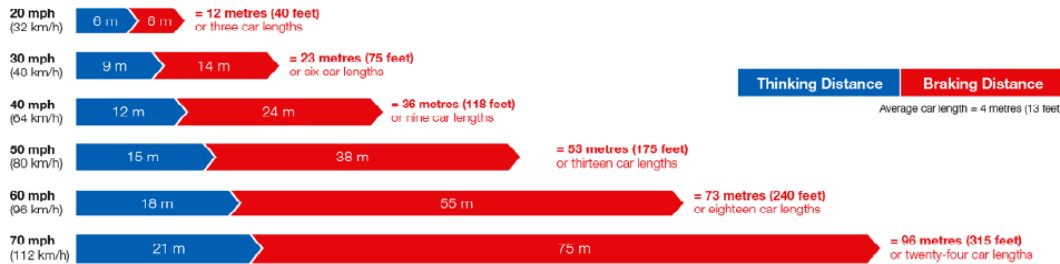 20 mph
(32 km/h)
6 m
6 m
= 12 metres (40 feet)
or three car lengths
30 mph
(48 km/h)
9 m
14 m
= 23 metres (75 feet)
or six car lengths
Thinking Distance
Braking Distance
Average car length = 4 metres (13 feet
40 mph
(64 km/h)
12 m
24 m
= 36 metres (118 feet)
or nine car lengths
50 mph
(80 km/h)
15 m
38 m
= 53 metres (175 feet)
or thirteen car lengths
60 mph
(96 km/h)
18 m
55 m
= 73 metres (240 feet)
or eighteen car lengths
70 mph
(112 km/h)
21 m
75 m
= 96 metres (315 feet)
or twenty-four car lengths